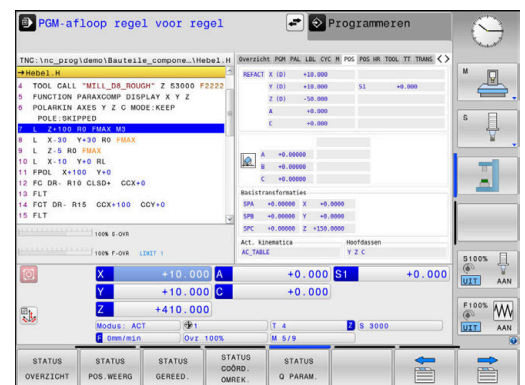 PGM-afloop regel voor regel
Programmeren
TNC:\nc_prog\demo\Bauteile_compone…\Hebel.H
→Hebel.H
4 TOOL CALL "MILL_D8_ROUGH" Z S3000 F2222
5 FUNCTION PARAXCOMP DISPLAY X Y Z
6 POLARKIN AXES Y Z C MODE:KEEP
POLE:SKIPPED
7 L Z+100 R0 FMAX M3
8 L X-30 Y+30 R0 FMAX
9 L Z-5 R0 FMAX
10 L X-10 Y+0 RL
11 FPOL X+100 Y+0
12 FC DR- R10 CLSD+ CCX+0
13 FLT
14 FCT DR- R15 CCX+100 CCY+0
15 FLT
100% S-OVR
100% F-OVR LIMIT 1
Overzicht PGM PAL LBL CYC M POS POS HR TOOL TT TRANS
REFACT X (D) +10.000
Y (D) +10.000 S1 +0.000
Z (D) -50.000
A +0.000
C +0.000
A +0.00000
B +0.00000
C +0.00000
Basistransformaties
SPA +0.00000 X +0.0000
SPB +0.00000 Y +0.0000
SPC +0.00000 Z +150.0000
Act. kinematica Hoofdassen
AC_TABLE Y Z C
X +10.000 A +0.000 S1 +0.000
Y +10.000 C +0.000
Z +410.000
Modus: ACT 1 T 4 Z S 3000
F 0mm/min Ovr 100% M 5/9
M
S
S100%
UIT AAN
F100%
UIT AAN
STATUS OVERZICHT
STATUS POS.WEERG
STATUS GEREED.
STATUS COÖRD. OMREK.
STATUS Q PARAM.